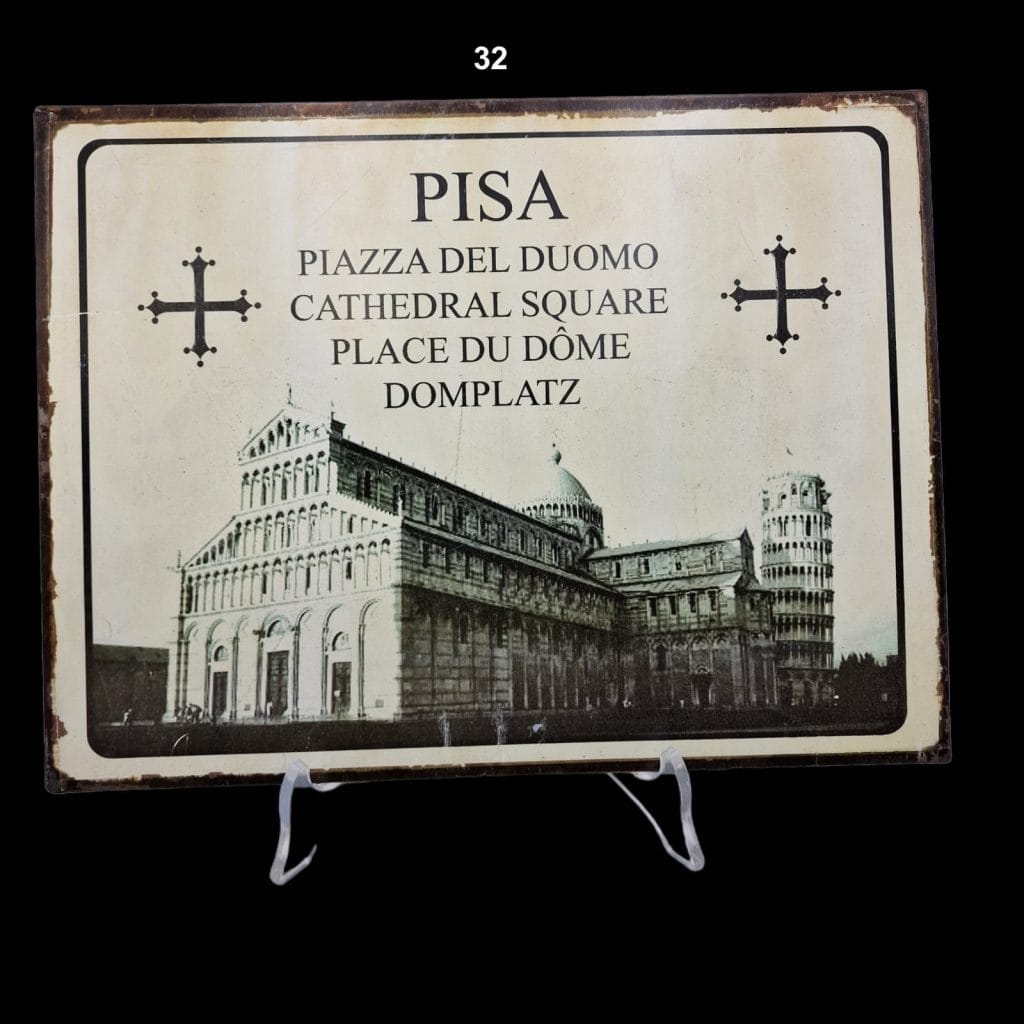 32
PISA
PIAZZA DEL DUOMO
CATHEDRAL SQUARE
PLACE DU DÔME
DOMPLATZ